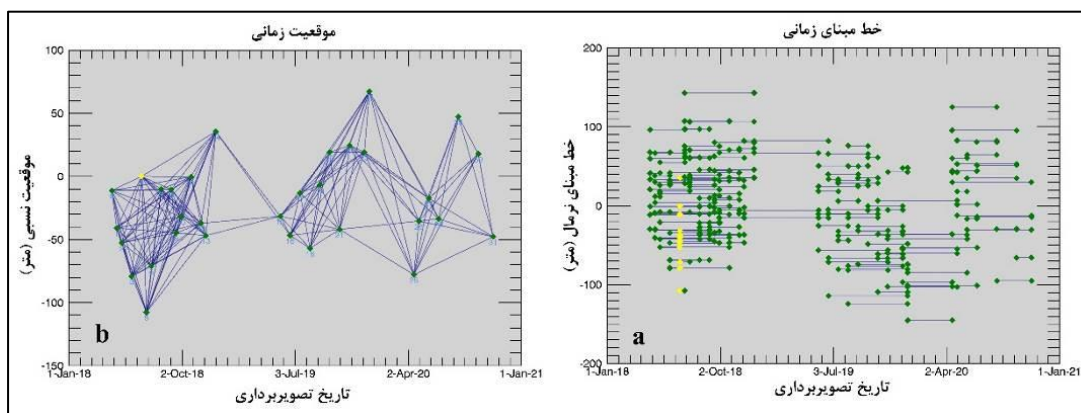 موقعیت زمانی
موقعیت نسبی (متر)
100
50
0
-50
-100
-150
b
1-Jan-18
2-Oct-18
3-Jul-19
2-Apr-20
1-Jan-21
تاریخ تصویربرداری
خط مبنای زمانی
خط مبنای نرمال (متر)
200
100
0
-100
-200
a
1-Jan-18
2-Oct-18
3-Jul-19
2-Apr-20
1-Jan-21
تاریخ تصویربرداری